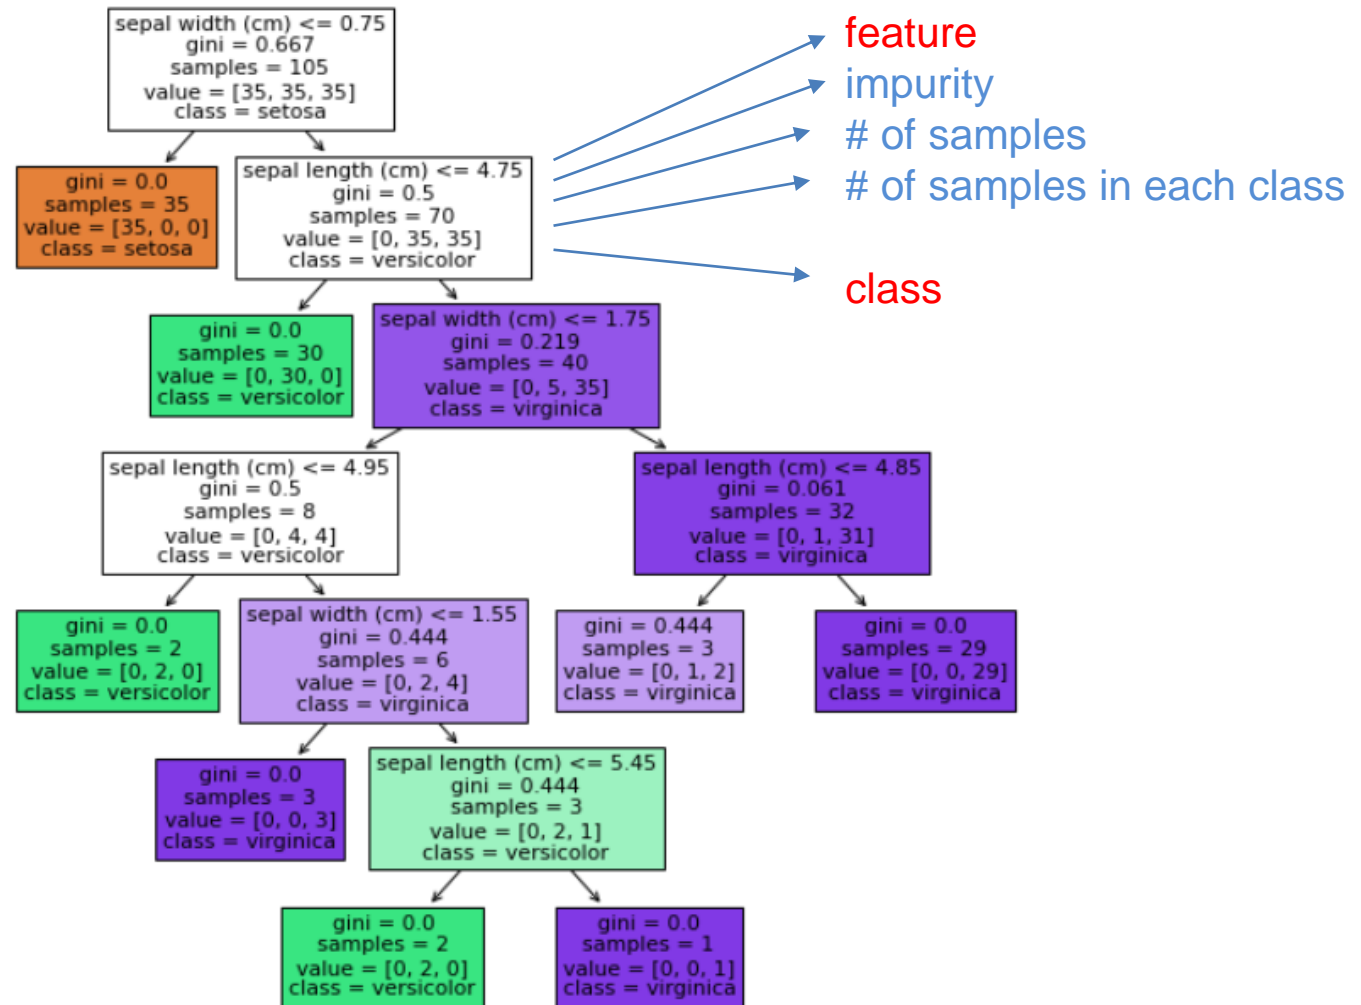 sepal width (cm) <= 0.75
gini = 0.667
samples = 105
value = [35, 35, 35]
class = setosa
feature
impurity
# of samples
# of samples in each class
class
gini = 0.0
samples = 35
value = [35, 0, 0]
class = setosa
sepal length (cm) <= 4.75
gini = 0.5
samples = 70
value = [0, 35, 35]
class = versicolor
gini = 0.0
samples = 30
value = [0, 30, 0]
class = versicolor
sepal width (cm) <= 1.75
gini = 0.219
samples = 40
value = [0, 5, 35]
class = virginica
sepal length (cm) <= 4.95
gini = 0.5
samples = 8
value = [0, 4, 4]
class = versicolor
sepal length (cm) <= 4.85
gini = 0.061
samples = 32
value = [0, 1, 31]
class = virginica
gini = 0.0
samples = 2
value = [0, 2, 0]
class = versicolor
sepal width (cm) <= 1.55
gini = 0.444
samples = 6
value = [0, 2, 4]
class = virginica
gini = 0.444
samples = 3
value = [0, 1, 2]
class = virginica
gini = 0.0
samples = 29
value = [0, 0, 29]
class = virginica
gini = 0.0
samples = 3
value = [0, 0, 3]
class = virginica
sepal length (cm) <= 5.45
gini = 0.444
samples = 3
value = [0, 2, 1]
class = versicolor
gini = 0.0
samples = 2
value = [0, 2, 0]
class = versicolor
gini = 0.0
samples = 1
value = [0, 0, 1]
class = virginica